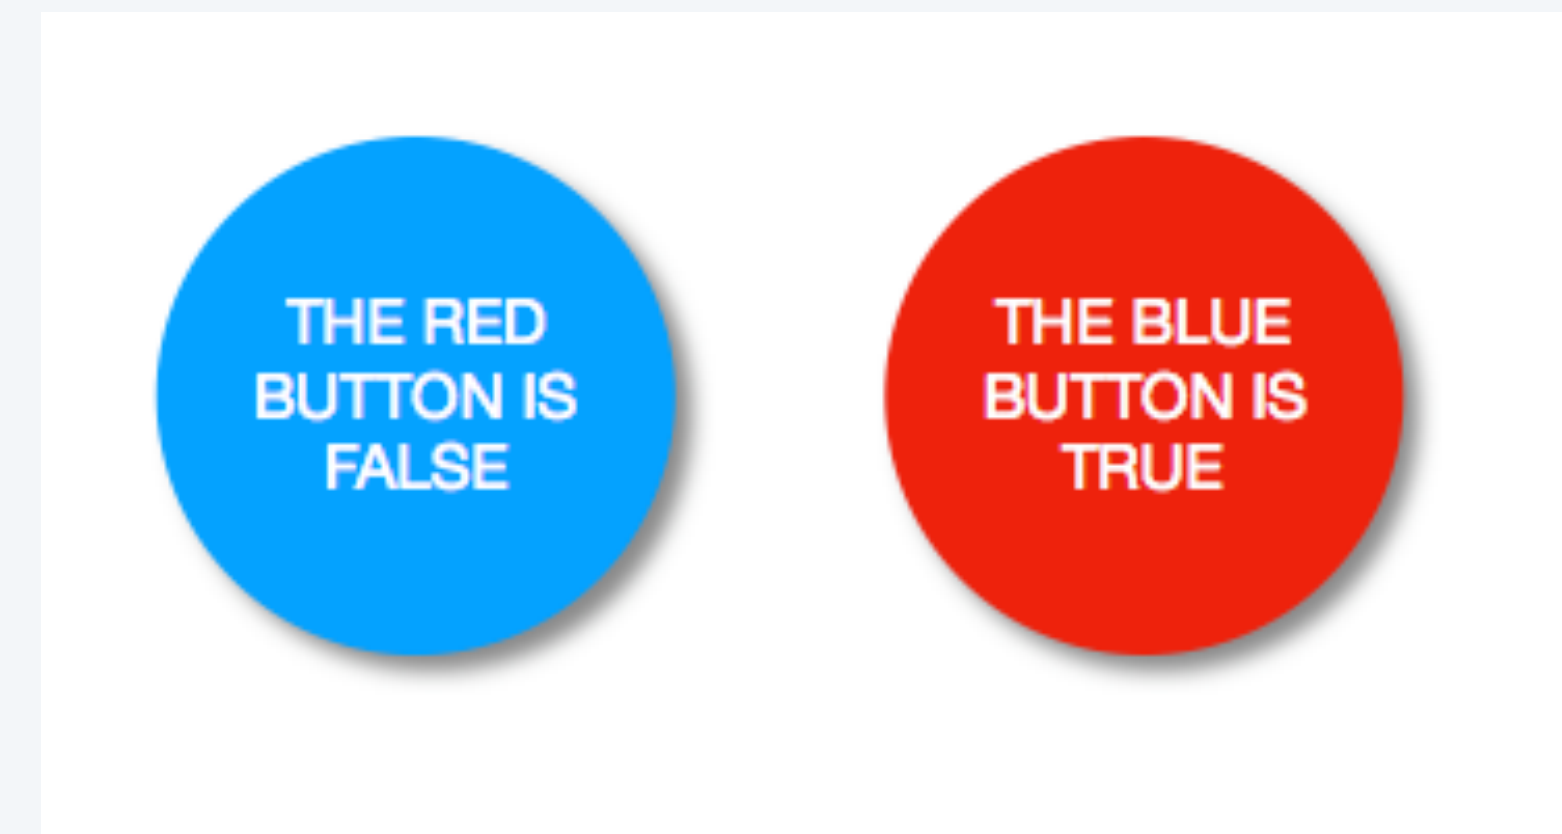 THE RED
BUTTON IS
FALSE
THE BLUE
BUTTON IS
TRUE